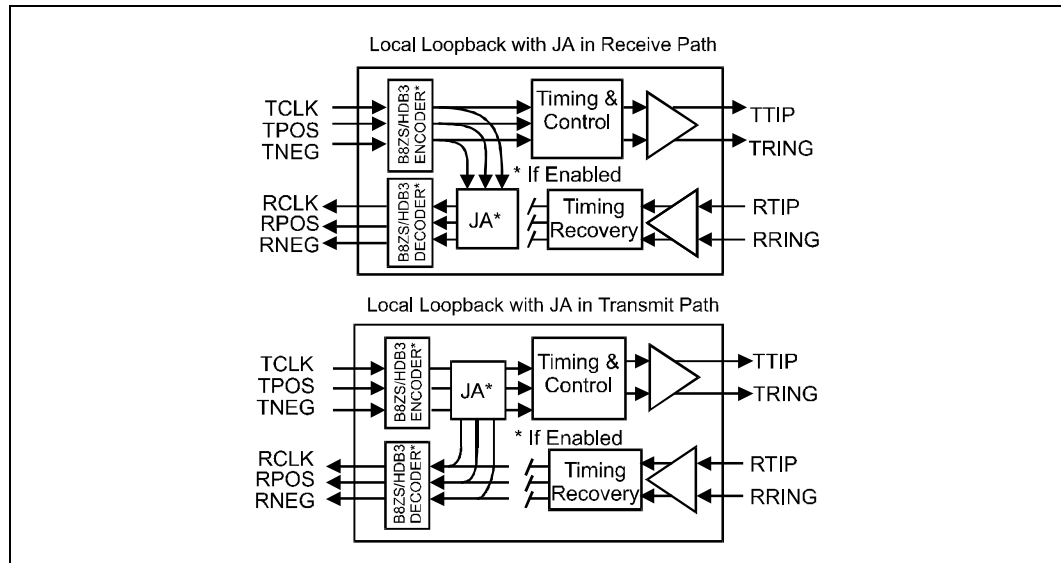 Local Loopback with JA in Receive Path
TCLK
TPOS
TNEG
B8ZS/HDB3
ENCODER*
Timing &
Control
TTIP
TRING
* If Enabled
RCLK
RPOS
RNEG
B8ZS/HDB3
DECODER*
JA*
Timing
Recovery
RTIP
RRING
Local Loopback with JA in Transmit Path
TCLK
TPOS
TNEG
B8ZS/HDB3
ENCODER*
JA*
Timing &
Control
TTIP
TRING
* If Enabled
RCLK
RPOS
RNEG
B8ZS/HDB3
DECODER*
Timing
Recovery
RTIP
RRING